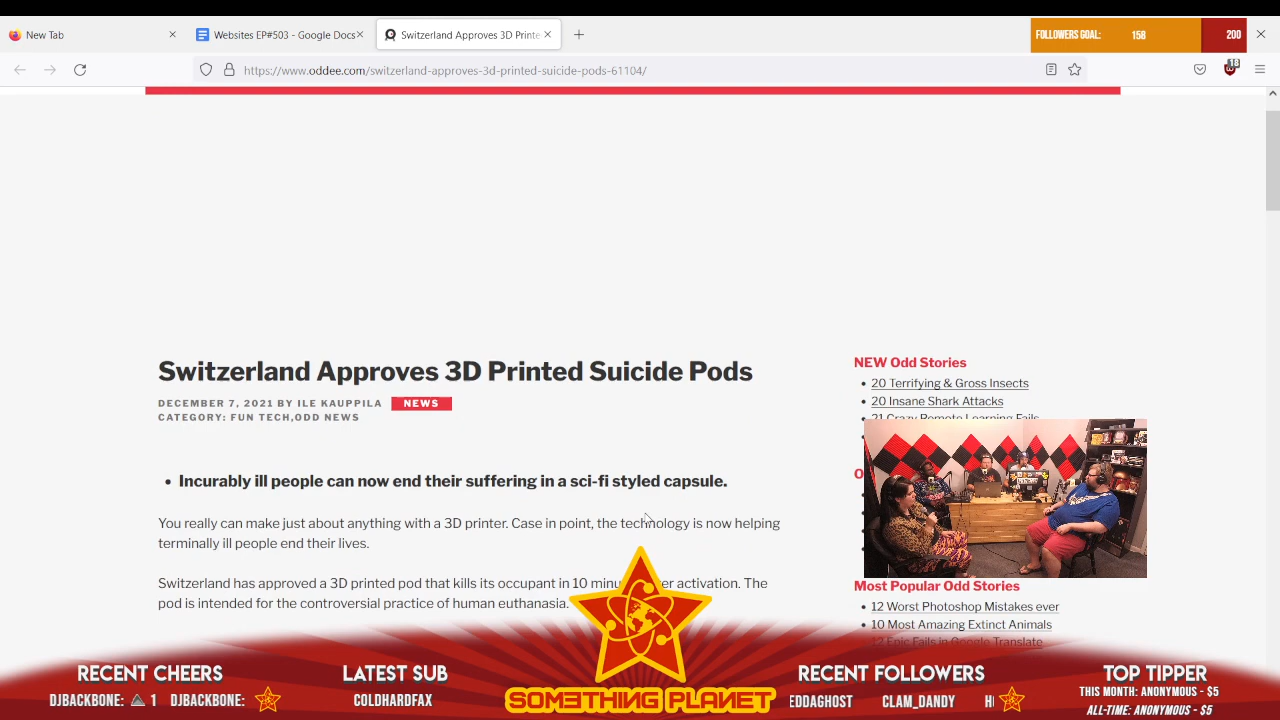 New Tab
Websites EP#503 - Google Docs
Switzerland Approves 3D Printe
FOLLOWERS GOAL: 158 200
https://www.oddee.com/switzerland-approves-3d-printed-suicide-pods-61104/
18
Switzerland Approves 3D Printed Suicide Pods
DECEMBER 7, 2021 BY ILE KAUPPILA NEWS
CATEGORY: FUN TECH,ODD NEWS
• Incurably ill people can now end their suffering in a sci-fi styled capsule.
You really can make just about anything with a 3D printer. Case in point, the technology is now helping
terminally ill people end their lives.
Switzerland has approved a 3D printed pod that kills its occupant in 10 minu er activation. The
pod is intended for the controversial practice of human euthanasia.
NEW Odd Stories
• 20 Terrifying & Gross Insects
• 20 Insane Shark Attacks
• 21 Crazy Remote Learning Fails
O
Most Popular Odd Stories
• 12 Worst Photoshop Mistakes ever
• 10 Most Amazing Extinct Animals
12 Epic Fails in Google Translate
RECENT CHEERS
DJBACKBONE: 1 DJBACKBONE:
LATEST SUB
COLDHARDFAX
SOMETHING PLANET
RECENT FOLLOWERS
EDDAGHOST CLAM_DANDY
TOP TIPPER
THIS MONTH: ANONYMOUS - $5
ALL-TIME: ANONYMOUS - $5